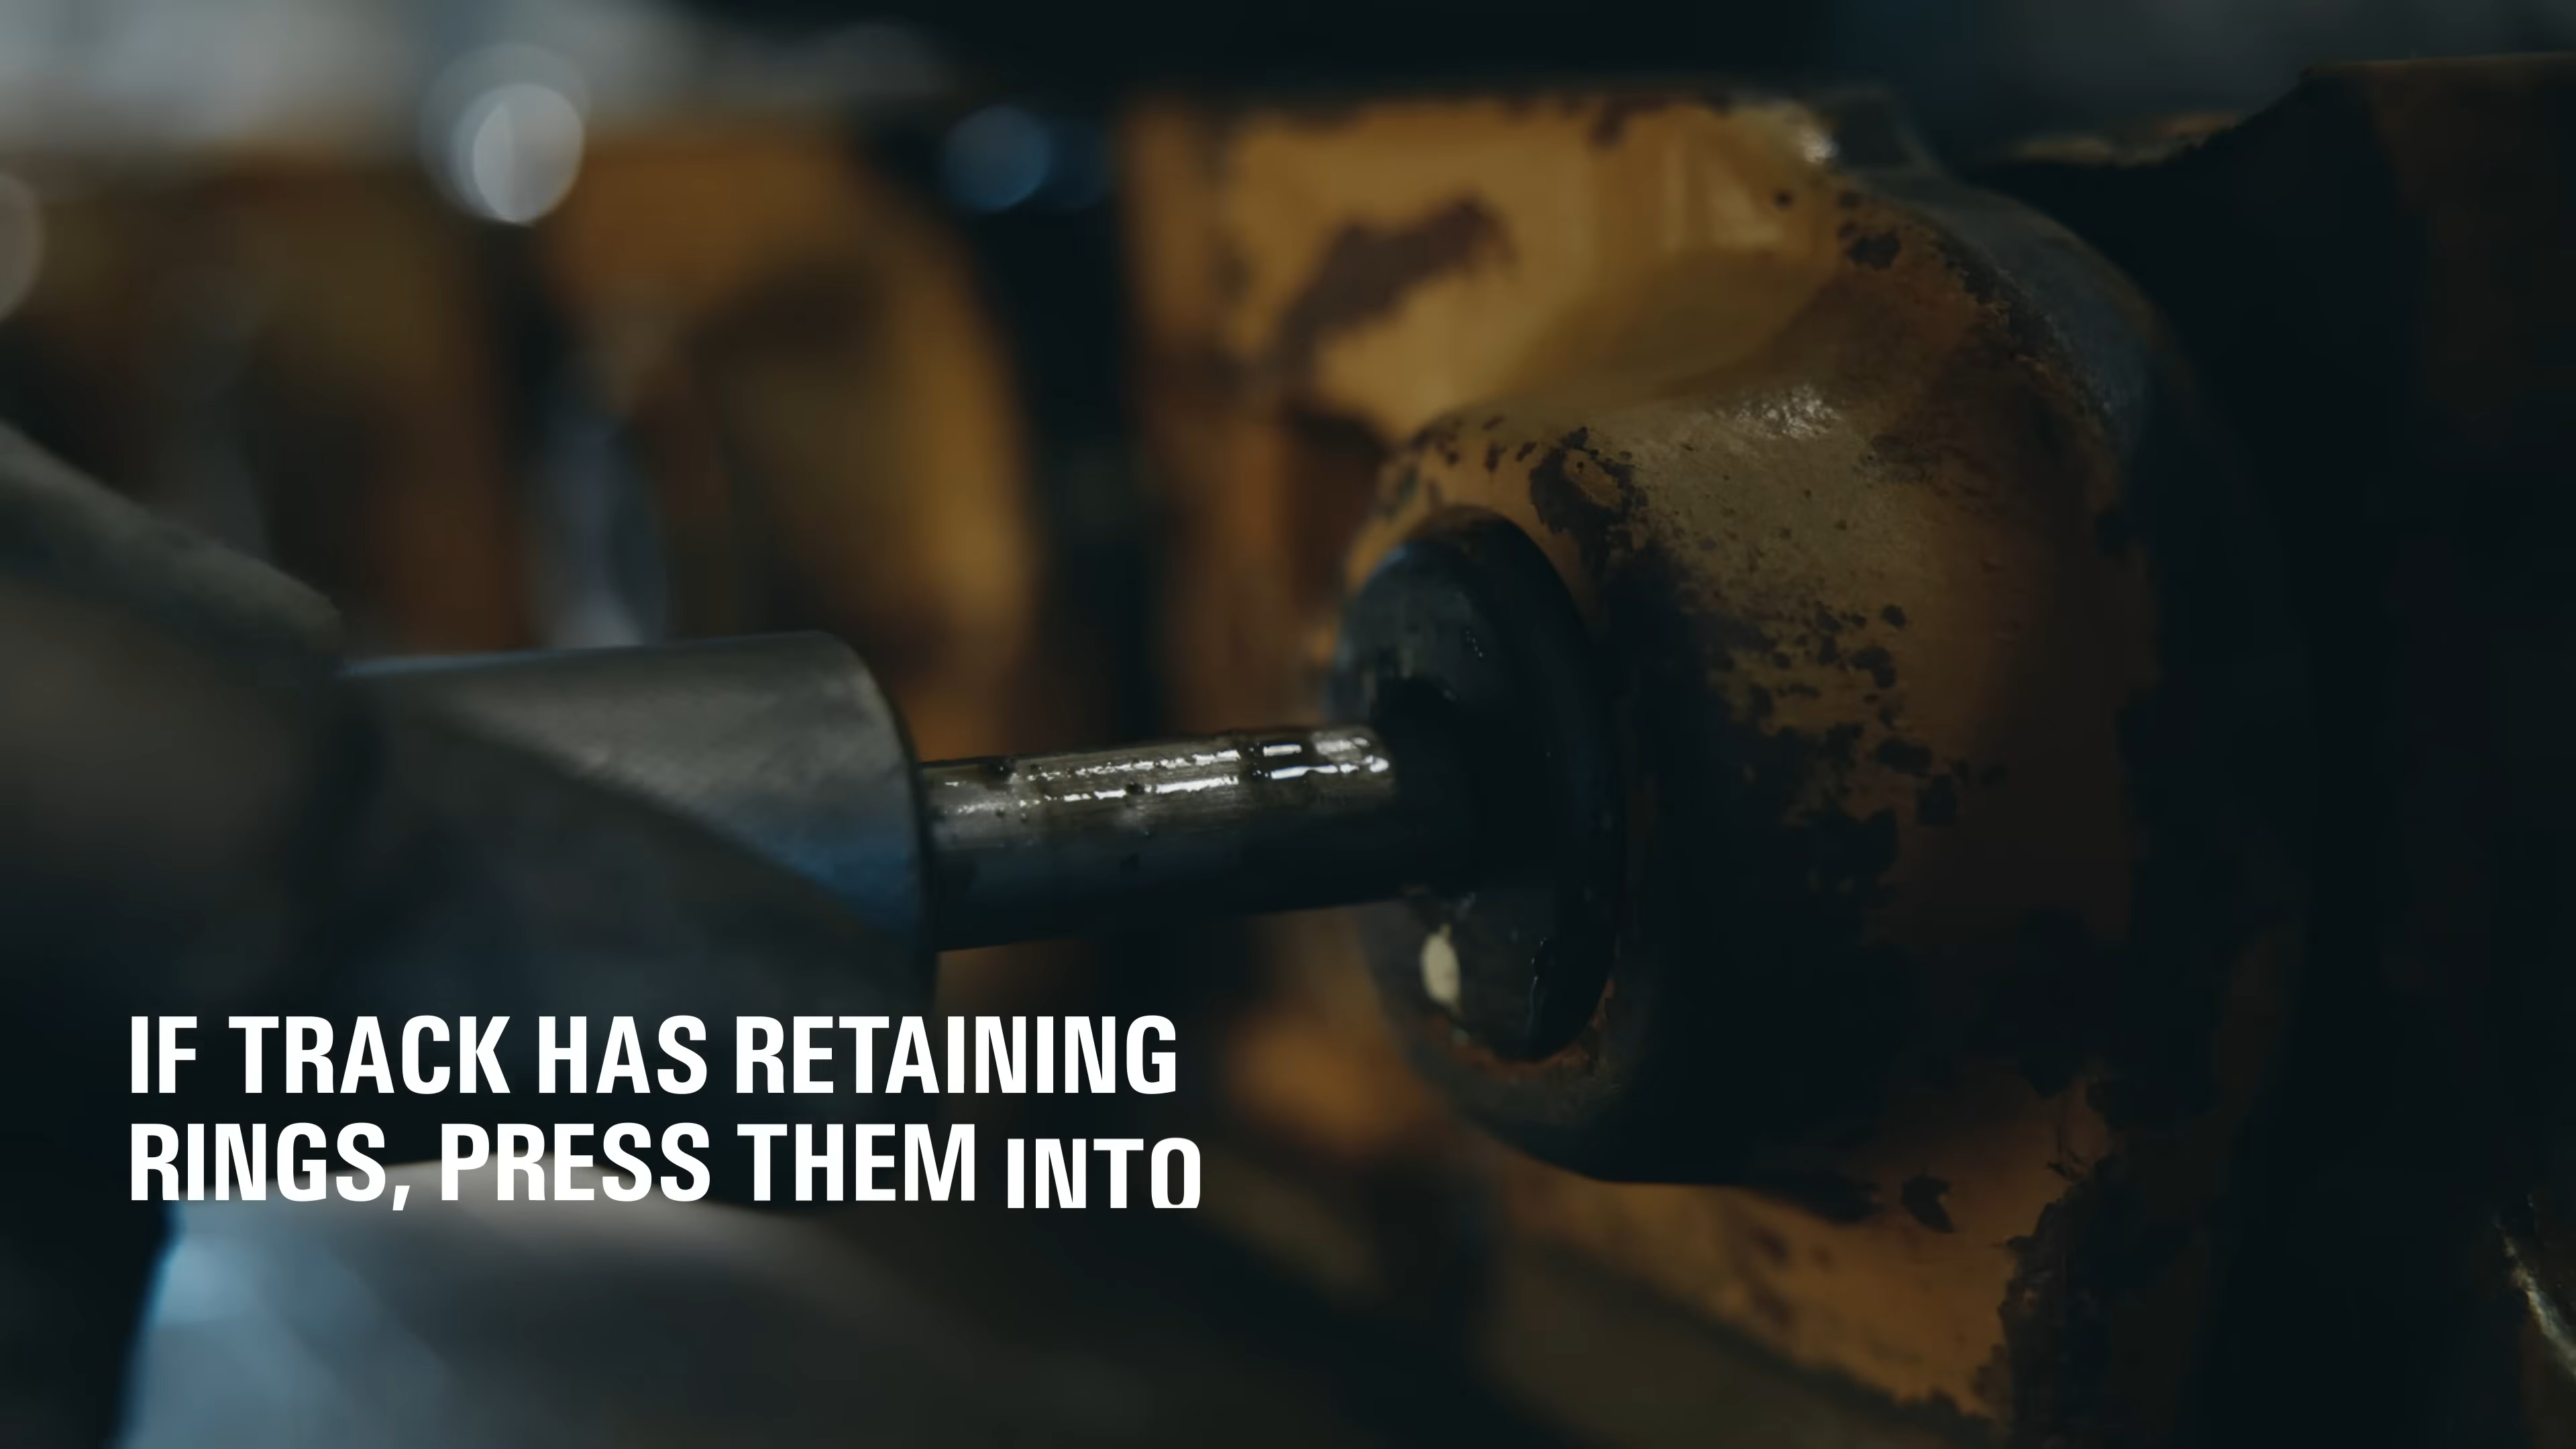 IF TRACK HAS RETAINING
RINGS, PRESS THEM INTO